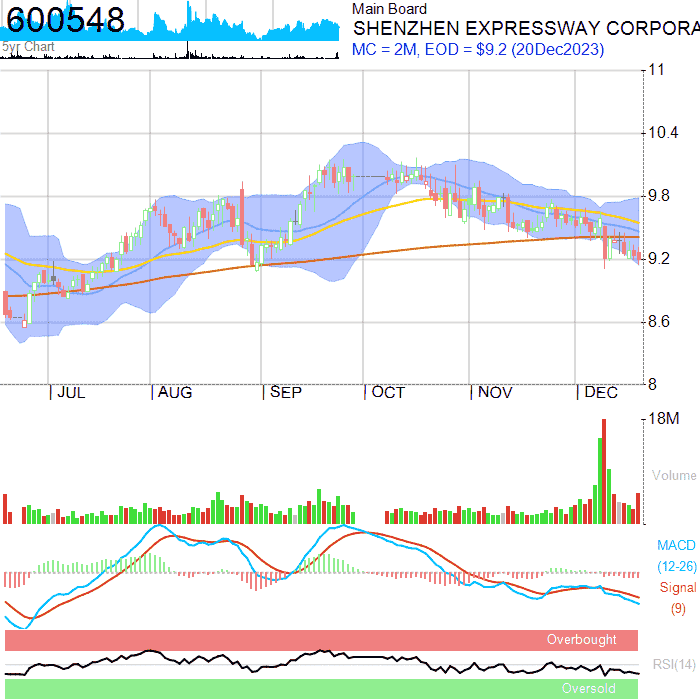 600548
5yr Chart
Main Board
SHENZHEN EXPRESSWAY CORPORA
MC = 2M, EOD = $9.2 (20Dec2023)
11
10.4
9.8
9.2
8.6
8
JUL AUG SEP OCT NOV DEC
18M
Volume
MACD
(12-26)
Signal
(9)
Overbought
RSI(14)
Oversold